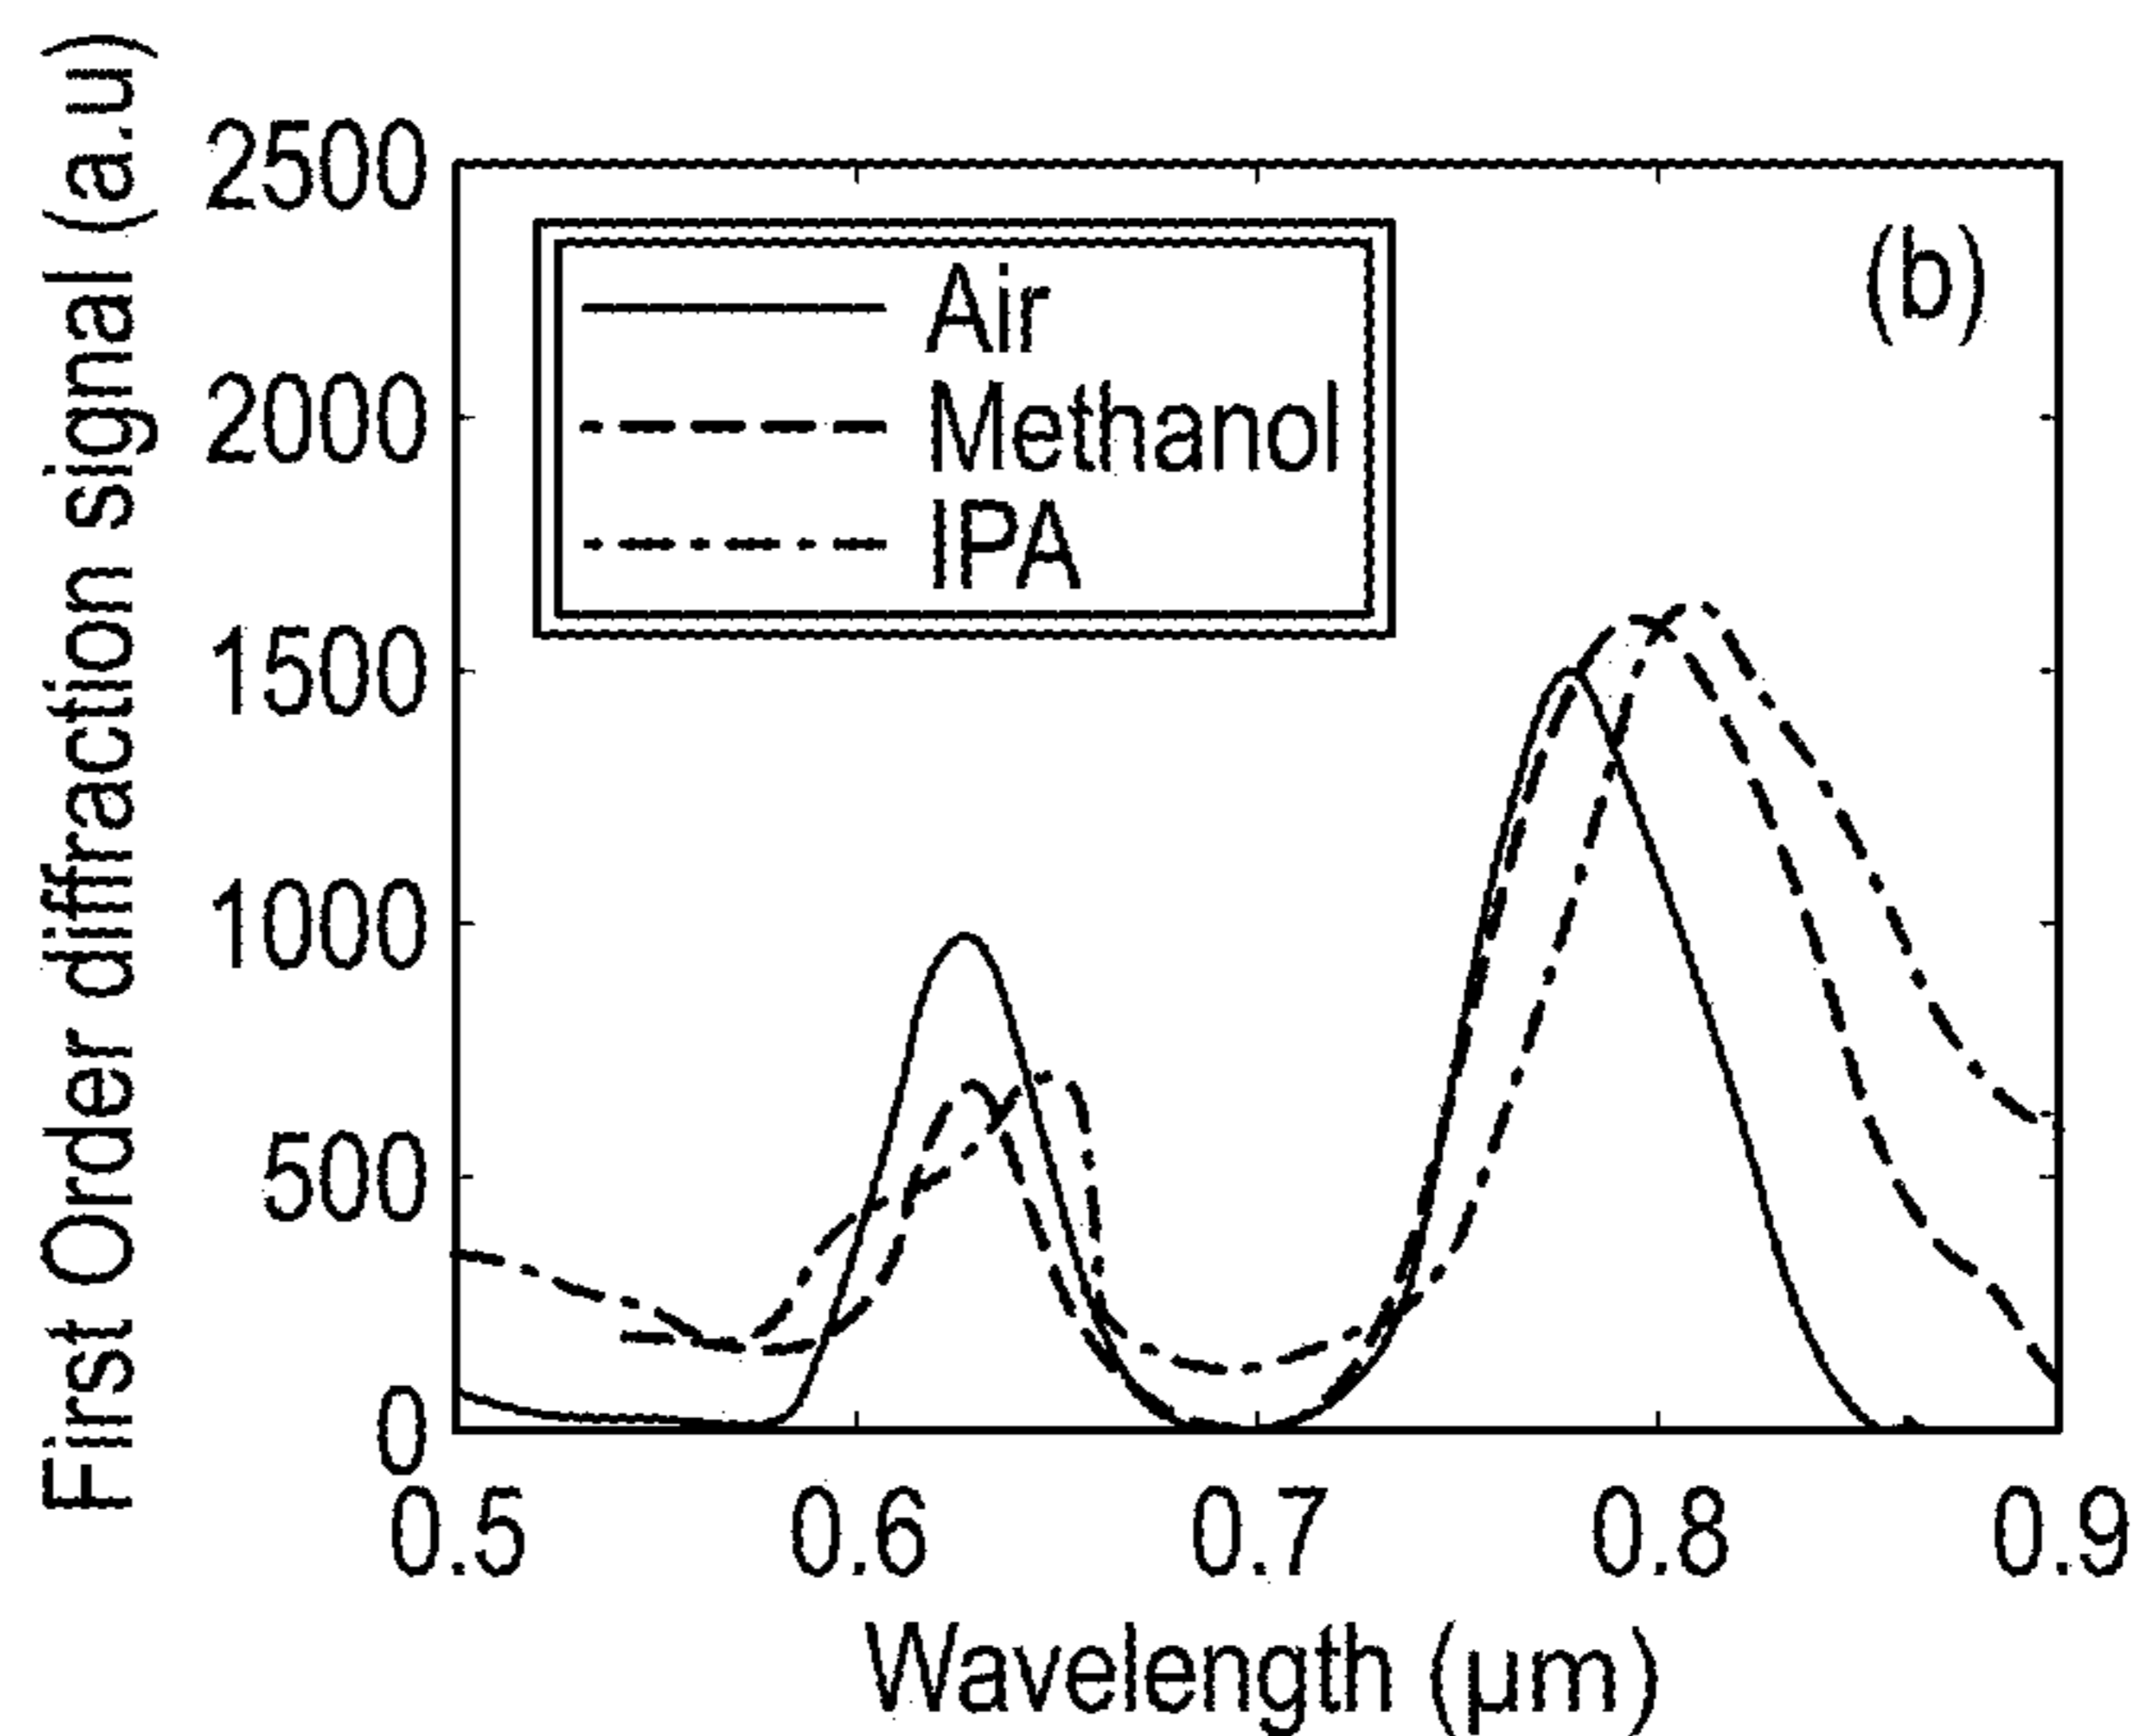 First Order diffraction signal (a.u)
2500
2000
1500
1000
500
0
Air
Methanol
IPA
(b)
0.5 0.6 0.7 0.8 0.9
Wavelength (μm)